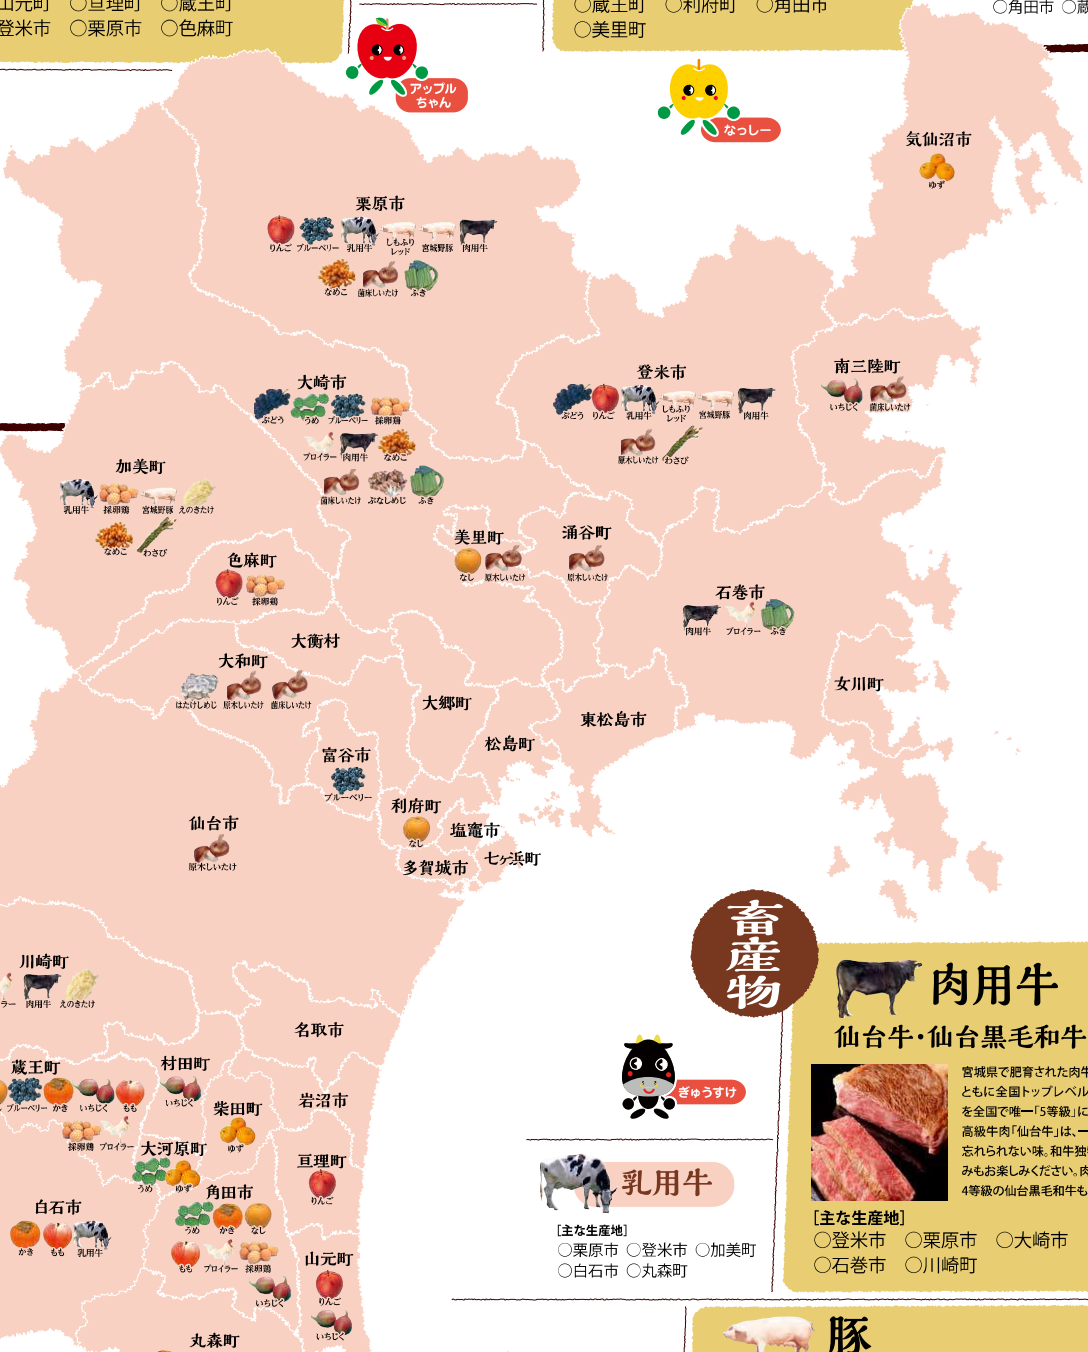 山元町 ○亘理町 ○蔵王町
登米市 ○栗原市 ○色麻町
○蔵王町 ○利府町 ○角田市
○美里町
○角田市 ○蔵
アップル
ちゃん
なっしー
気仙沼市
ゆず
栗原市
りんご ブルーベリー 乳用牛 しもふり
レッド 宮城野豚 肉用牛
なめこ 菌床しいたけ ふき
大崎市
ぶどう うめ ブルーベリー 採卵鶏
ブロイラー 肉用牛 なめこ
菌床しいたけ ぶなしめじ ふき
登米市
ぶどう りんご 乳用牛 しもふり
レッド 宮城野豚 肉用牛
原木しいたけ わさび
南三陸町
いちじく 菌床しいたけ
加美町
乳用牛 採卵鶏 宮城野豚 えのきたけ
なめこ わさび
色麻町
りんご 採卵鶏
美里町
なし 原木しいたけ
涌谷町
原木しいたけ
石巻市
肉用牛 ブロイラー ふき
大衡村
大和町
はたけしめじ 原木しいたけ 菌床しいたけ
大郷町
女川町
東松島市
松島町
富谷市
ブルーベリー
利府町
なし
塩竈市
仙台市
原木しいたけ
多賀城市
七ヶ浜町
川崎町
ラー 肉用牛 えのきたけ
名取市
蔵王町
ブルーベリー かき いちじく もも
採卵鶏 ブロイラー
村田町
いちじく
柴田町
ゆず
岩沼市
大河原町
うめ ゆず
亘理町
りんご
白石市
かき もも 乳用牛
角田市
うめ かき なし
もも ブロイラー 採卵鶏
いちじく
山元町
りんご
いちじく
丸森町
畜産物
ぎゅうすけ
乳用牛
[主な生産地]
○栗原市 ○登米市 ○加美町
○白石市 ○丸森町
肉用牛
仙台牛・仙台黒毛和牛
宮城県で肥育された肉牛
ともに全国トップレベル
を全国で唯一「5等級」に
高級牛肉「仙台牛」は、一
忘れられない味。和牛独
みもお楽しみください。肉
4等級の仙台黒毛和牛も
[主な生産地]
○登米市 ○栗原市 ○大崎市
○石巻市 ○川崎町
豚